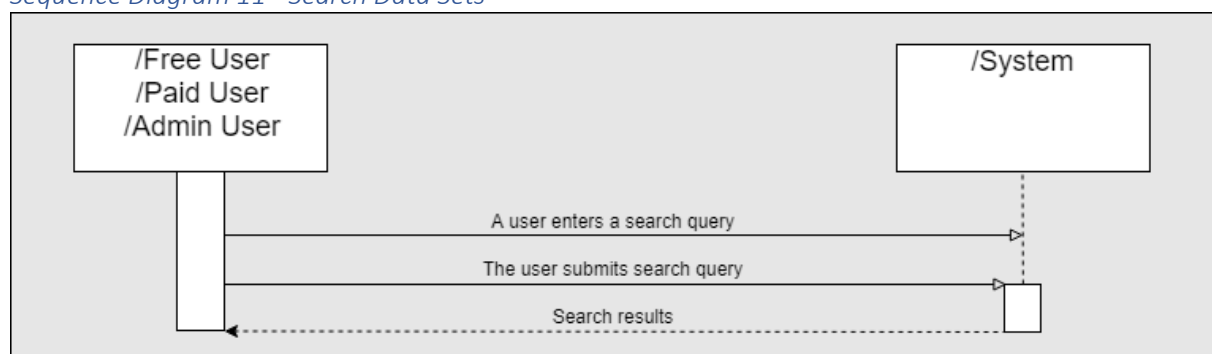 Sequence Diagram 11 - Search Data Sets
/Free User
/Paid User
/Admin User
/System
A user enters a search query
The user submits search query
Search results